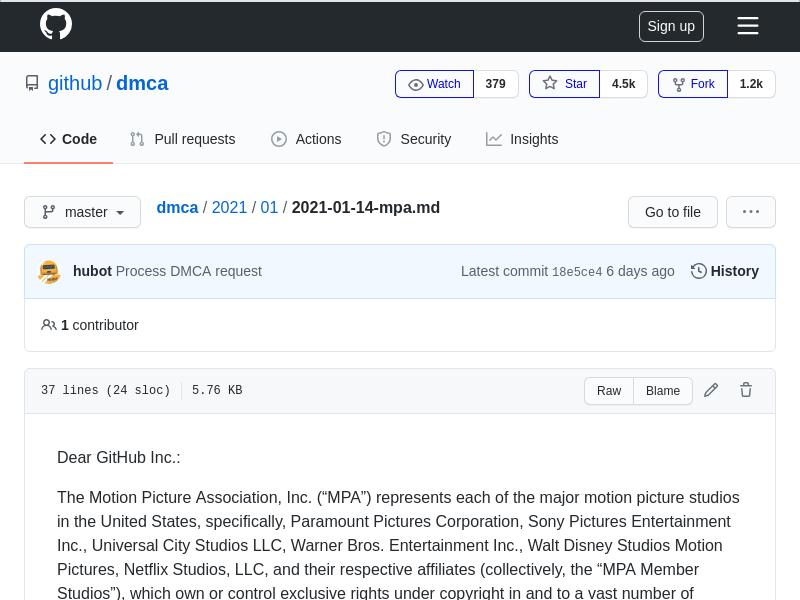 Sign up
github / dmca
Watch 379 Star 4.5k Fork 1.2k
Code Pull requests Actions Security Insights
master dmca / 2021 / 01 / 2021-01-14-mpa.md Go to file ...
hubot Process DMCA request Latest commit 18e5ce4 6 days ago History
1 contributor
37 lines (24 sloc) 5.76 KB Raw Blame
Dear GitHub Inc.:
The Motion Picture Association, Inc. (“MPA”) represents each of the major motion picture studios
in the United States, specifically, Paramount Pictures Corporation, Sony Pictures Entertainment
Inc., Universal City Studios LLC, Warner Bros. Entertainment Inc., Walt Disney Studios Motion
Pictures, Netflix Studios, LLC, and their respective affiliates (collectively, the “MPA Member
Studios”), which own or control exclusive rights under copyright in and to a vast number of